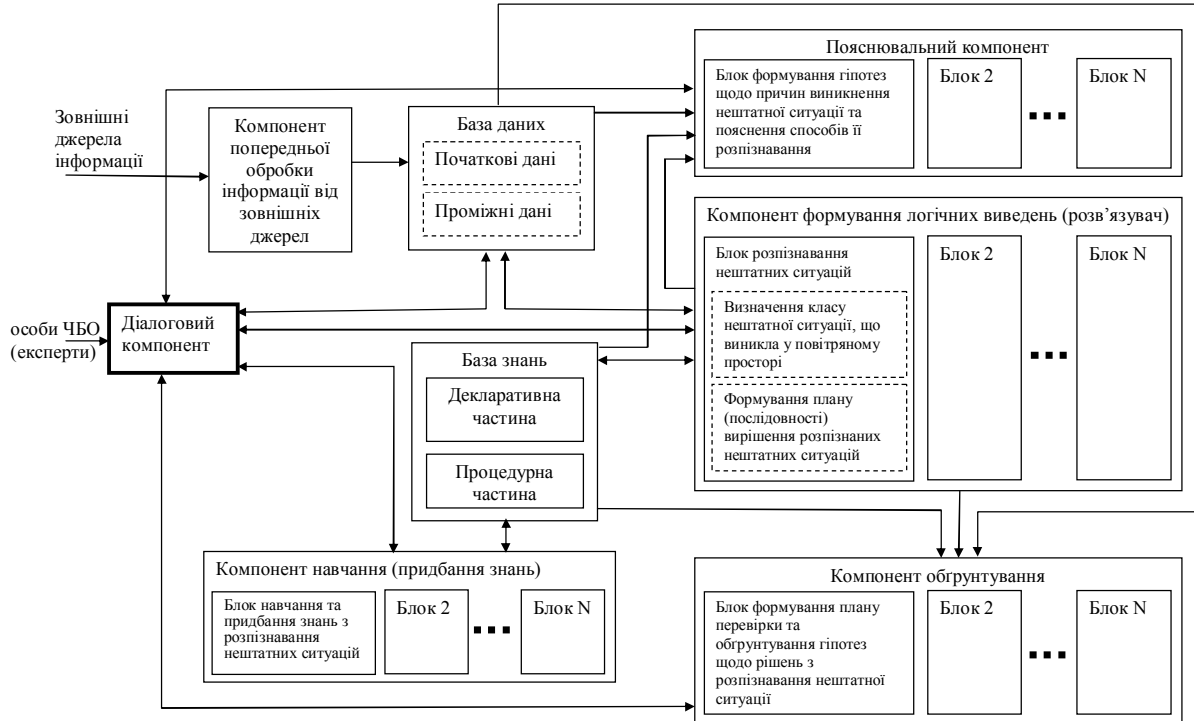 Зовнішні
джерела
інформації
Компонент
попередньої
обробки
інформації від
зовнішніх
джерел
База даних
Початкові дані
Проміжні дані
Пояснювальний компонент
Блок формування гіпотез
щодо причин виникнення
нештатної ситуації та
пояснення способів її
розпізнавання
Блок 2
Блок N
Компонент формування логічних виведень (розв’язувач)
Блок розпізнавання
нештатних ситуацій
Визначення класу
нештатної ситуації, що
виникла у повітряному
просторі
Формування плану
(послідовності)
вирішення розпізнаних
нештатних ситуацій
Блок 2
Блок N
особи ЧБО
(експерти)
Діалоговий
компонент
База знань
Декларативна
частина
Процедурна
частина
Компонент навчання (придбання знань)
Блок навчання та
придбання знань з
розпізнавання
нештатних ситуацій
Блок 2
Блок N
Компонент обґрунтування
Блок формування плану
перевірки та
обґрунтування гіпотез
щодо рішень з
розпізнавання нештатної
ситуації
Блок 2
Блок N